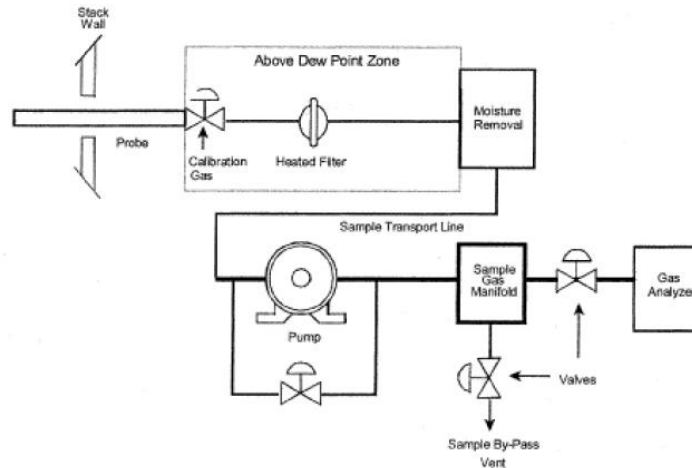 Stack
Wall
Above Dew Point Zone
Moisture
Removal
Probe
Calibration
Gas
Heated Filter
Sample Transport Line
Sample
Gas
Manifold
Gas
Analyze
Pump
Valves
Sample By-Pass
Vent